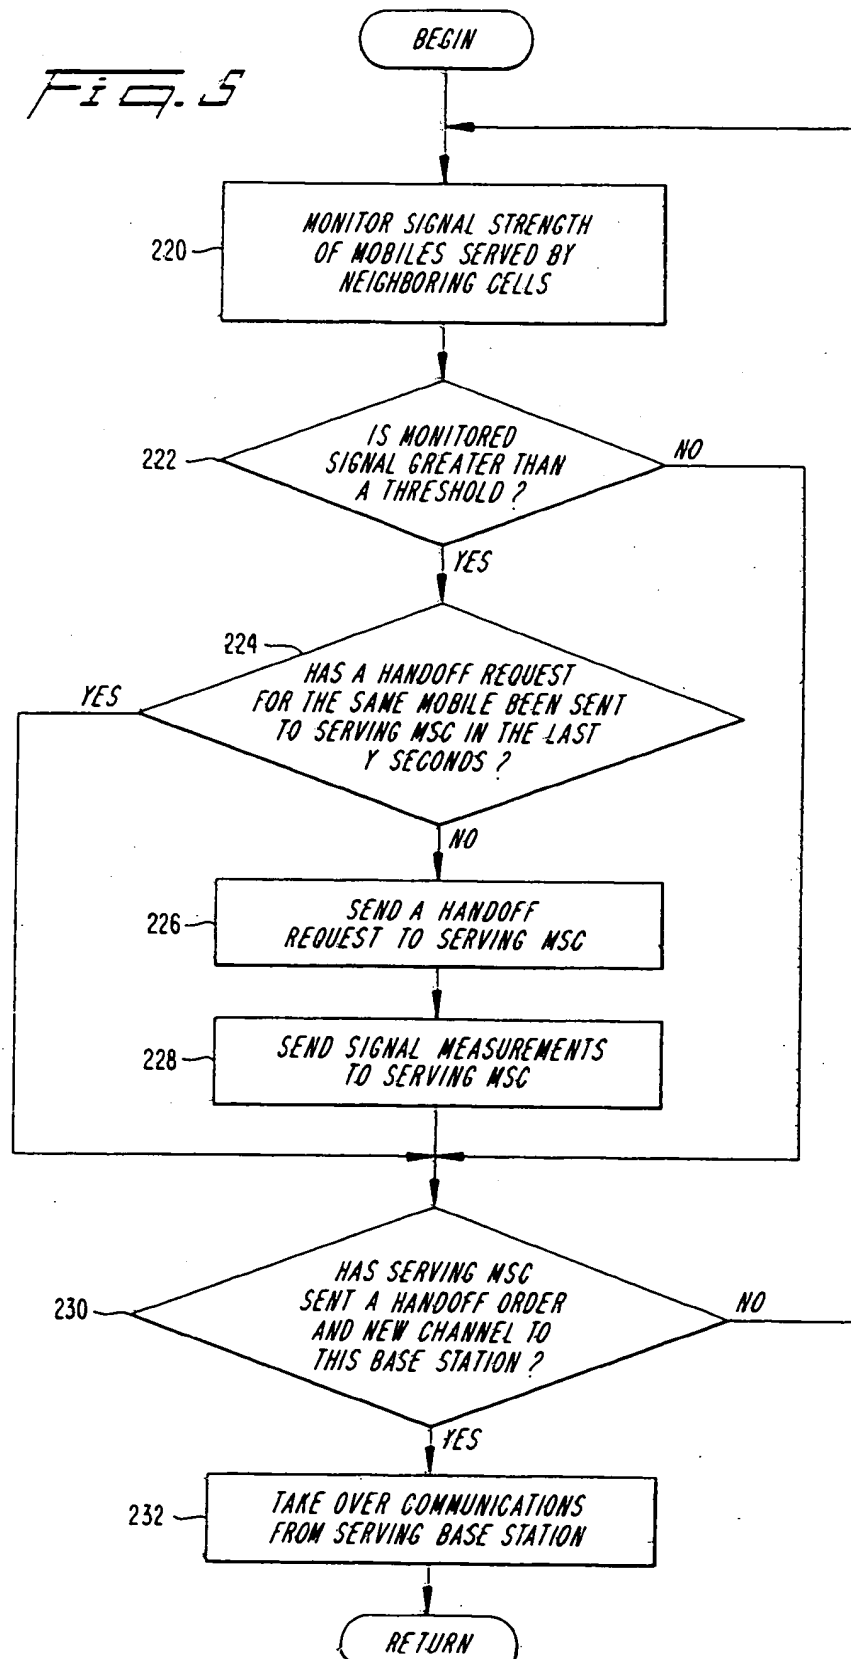 BEGIN
Fig. 5
220
MONITOR SIGNAL STRENGTH
OF MOBILES SERVED BY
NEIGHBORING CELLS
222
IS MONITORED
SIGNAL GREATER THAN
A THRESHOLD ?
NO
YES
224
HAS A HANDOFF REQUEST
FOR THE SAME MOBILE BEEN SENT
TO SERVING MSC IN THE LAST
Y SECONDS ?
YES
NO
226
SEND A HANDOFF
REQUEST TO SERVING MSC
228
SEND SIGNAL MEASUREMENTS
TO SERVING MSC
230
HAS SERVING MSC
SENT A HANDOFF ORDER
AND NEW CHANNEL TO
THIS BASE STATION ?
NO
YES
232
TAKE OVER COMMUNICATIONS
FROM SERVING BASE STATION
RETURN